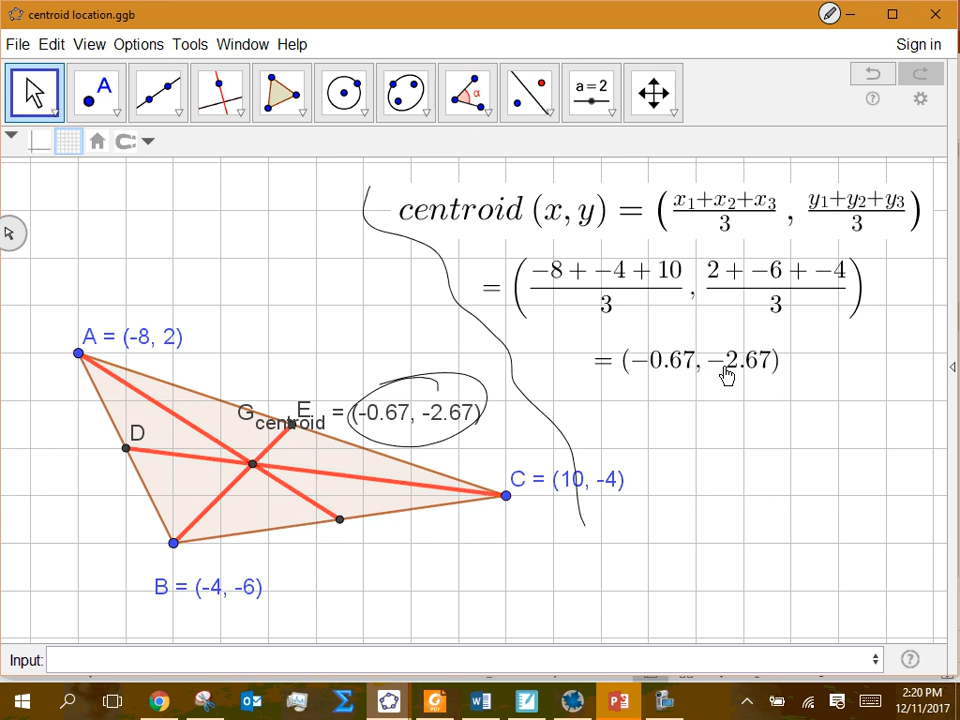 centroid location.ggb
File Edit View Options Tools Window Help Sign in
A α a=2
centroid (x, y) = (x₁+x₂+x₃/3 , y₁+y₂+y₃/3)
= (−8 + −4 + 10/3 , 2 + −6 + −4/3)
= (−0.67, −2.67)
A = (-8, 2)
G_centroid = (-0.67, -2.67)
E
D
C = (10, -4)
B = (-4, -6)
Input:
2:20 PM
12/11/2017